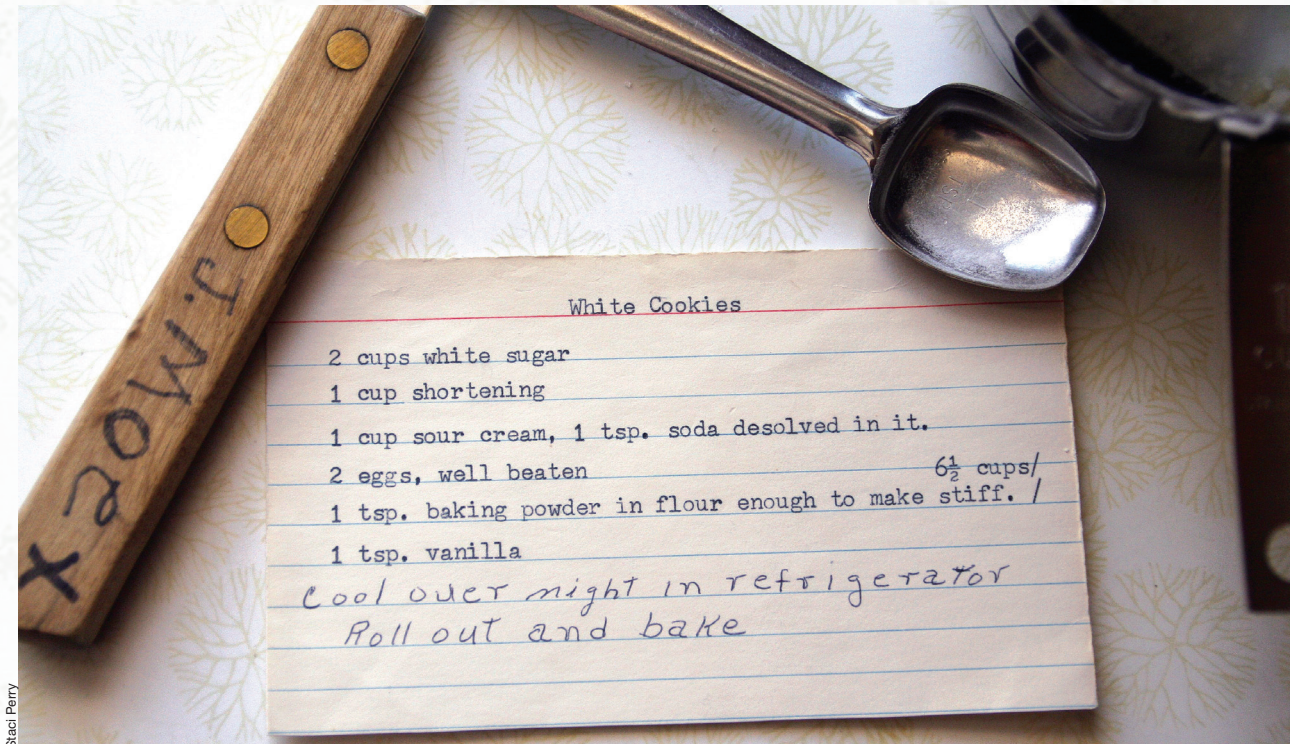 J. Moe
X
White Cookies
2 cups white sugar
1 cup shortening
1 cup sour cream, 1 tsp. soda desolved in it.
2 eggs, well beaten 6½ cups/
1 tsp. baking powder in flour enough to make stiff. /
1 tsp. vanilla
Cool over night in refrigerator
Roll out and bake
Staci Perry